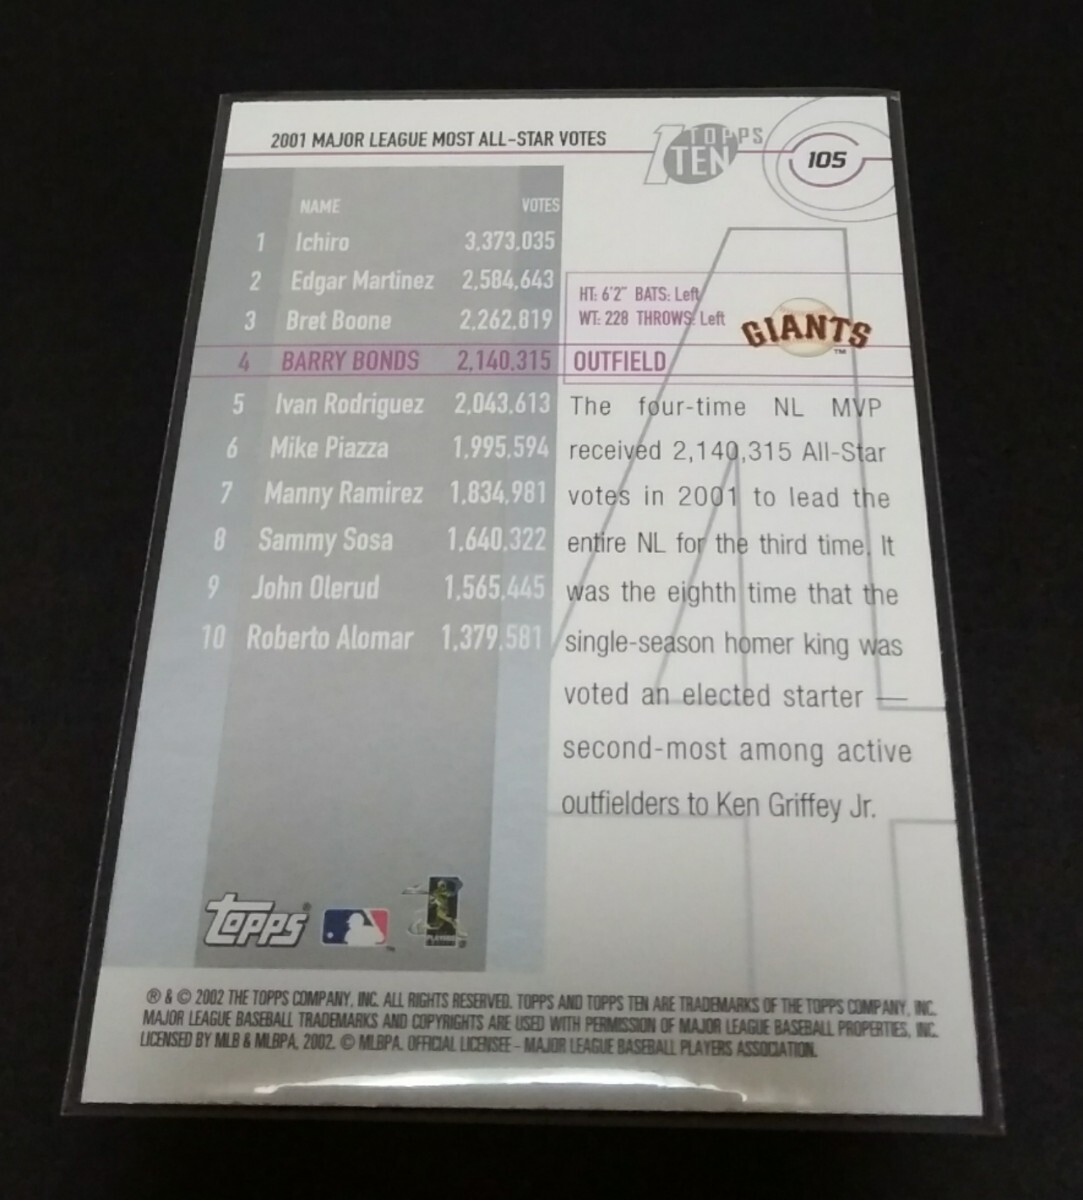 2001 MAJOR LEAGUE MOST ALL-STAR VOTES
TOPPS
TEN
105
NAME VOTES
1 Ichiro 3,373,035
2 Edgar Martinez 2,584,643
3 Bret Boone 2,262,819
4 BARRY BONDS 2,140,315
5 Ivan Rodriguez 2,043,613
6 Mike Piazza 1,995,594
7 Manny Ramirez 1,834,981
8 Sammy Sosa 1,640,322
9 John Olerud 1,565,445
10 Roberto Alomar 1,379,581
HT: 6'2" BATS: Left
WT: 228 THROWS: Left
GIANTS™
OUTFIELD
The four-time NL MVP
received 2,140,315 All-Star
votes in 2001 to lead the
entire NL for the third time. It
was the eighth time that the
single-season homer king was
voted an elected starter —
second-most among active
outfielders to Ken Griffey Jr.
Topps®
® & © 2002 THE TOPPS COMPANY, INC. ALL RIGHTS RESERVED. TOPPS AND TOPPS TEN ARE TRADEMARKS OF THE TOPPS COMPANY, INC.
MAJOR LEAGUE BASEBALL TRADEMARKS AND COPYRIGHTS ARE USED WITH PERMISSION OF MAJOR LEAGUE BASEBALL PROPERTIES, INC.
LICENSED BY MLB & MLBPA, 2002. © MLBPA. OFFICIAL LICENSEE – MAJOR LEAGUE BASEBALL PLAYERS ASSOCIATION.